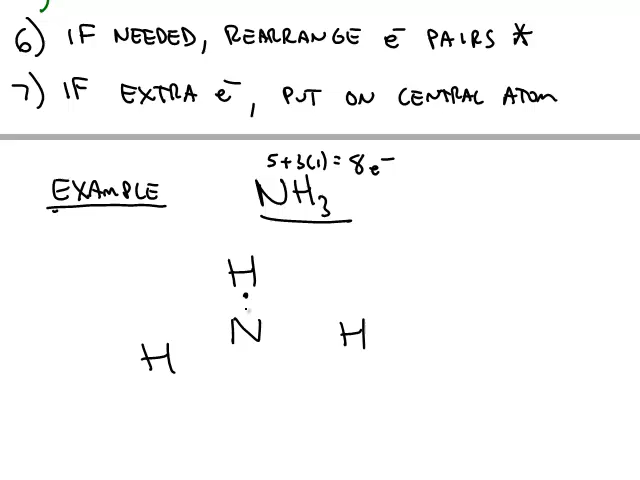 6) IF NEEDED, REARRANGE e⁻ PAIRS *
7) IF EXTRA e⁻, PUT ON CENTRAL ATOM
5+3(1) = 8e⁻
EXAMPLE NH₃
H
N H
H